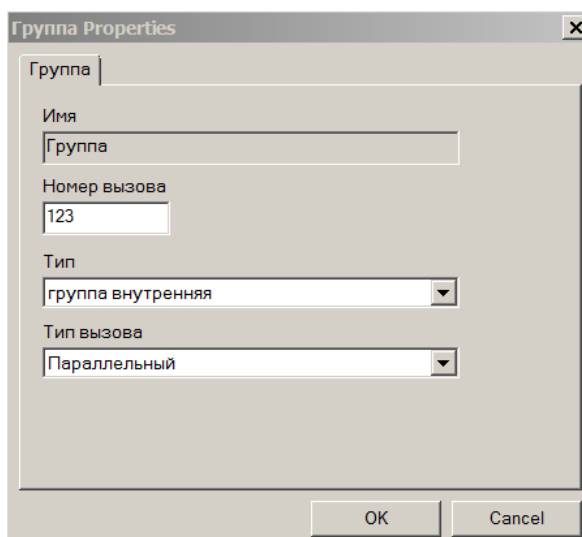 Группа Properties
Группа
Имя
Группа
Номер вызова
123
Тип
группа внутренняя
Тип вызова
Параллельный
OK
Cancel